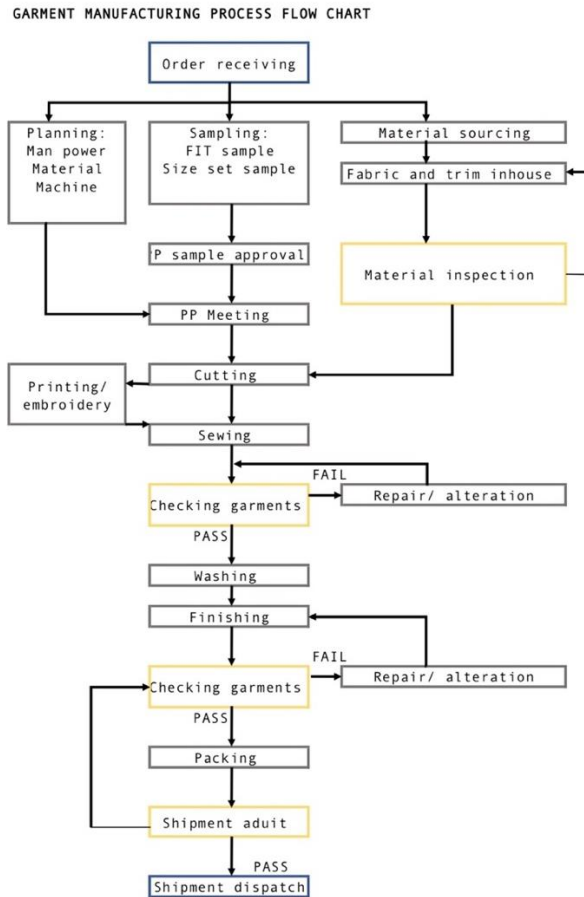 GARMENT MANUFACTURING PROCESS FLOW CHART
Order receiving
Planning:
Man power
Material
Machine
Sampling:
FIT sample
Size set sample
Material sourcing
Fabric and trim inhouse
P sample approval
Material inspection
PP Meeting
Cutting
Printing/
embroidery
Sewing
FAIL
Checking garments
Repair/ alteration
PASS
Washing
Finishing
FAIL
Checking garments
Repair/ alteration
PASS
Packing
Shipment aduit
PASS
Shipment dispatch